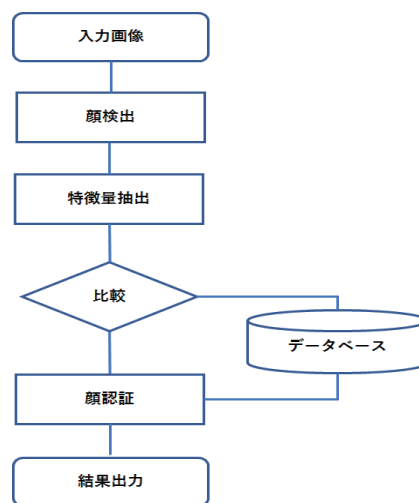 入力画像
顔検出
特徴量抽出
比較
データベース
顔認証
結果出力